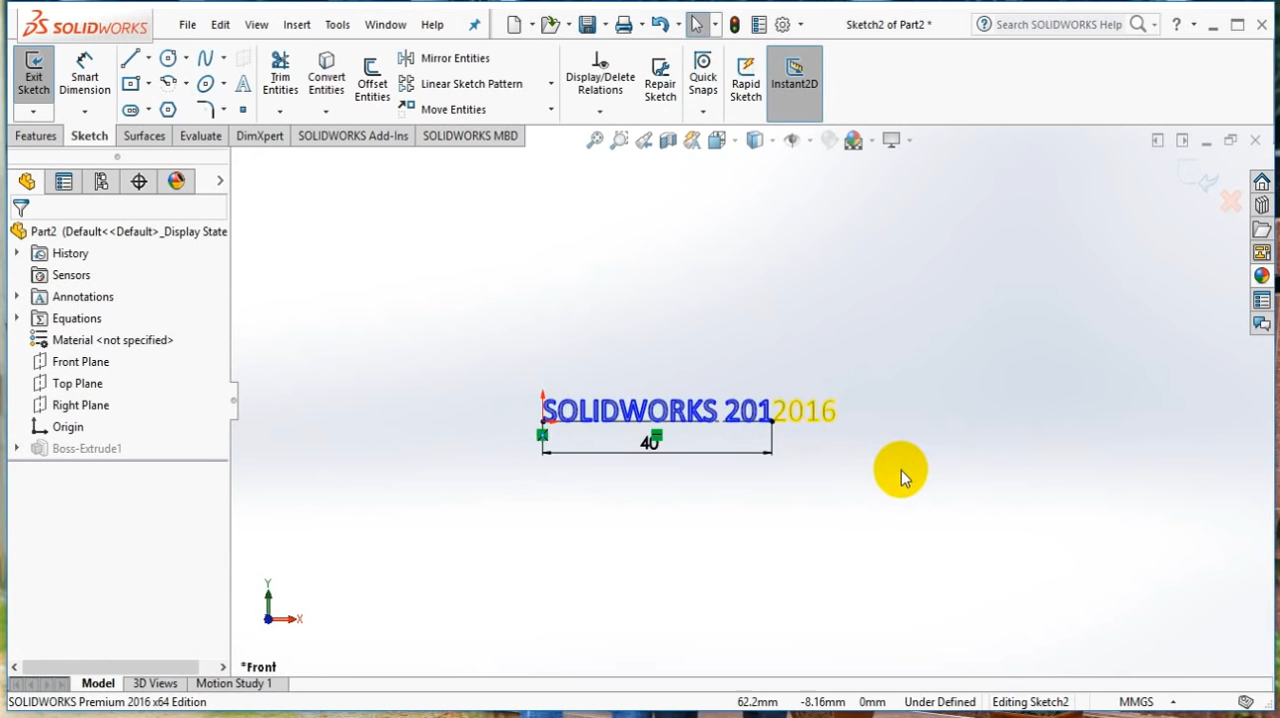 SOLIDWORKS File Edit View Insert Tools Window Help Sketch2 of Part2 * Search SOLIDWORKS Help ?
Exit Sketch
Smart Dimension
Trim Entities
Convert Entities
Offset Entities
Mirror Entities
Linear Sketch Pattern
Move Entities
Display/Delete Relations
Repair Sketch
Quick Snaps
Rapid Sketch
Instant2D
Features Sketch Surfaces Evaluate DimXpert SOLIDWORKS Add-Ins SOLIDWORKS MBD
Part2 (Default<<Default>_Display State
History
Sensors
Annotations
Equations
Material <not specified>
Front Plane
Top Plane
Right Plane
Origin
Boss-Extrude1
SOLIDWORKS 2012016
40
Y
X
*Front
Model 3D Views Motion Study 1
SOLIDWORKS Premium 2016 x64 Edition 62.2mm -8.16mm 0mm Under Defined Editing Sketch2 MMGS